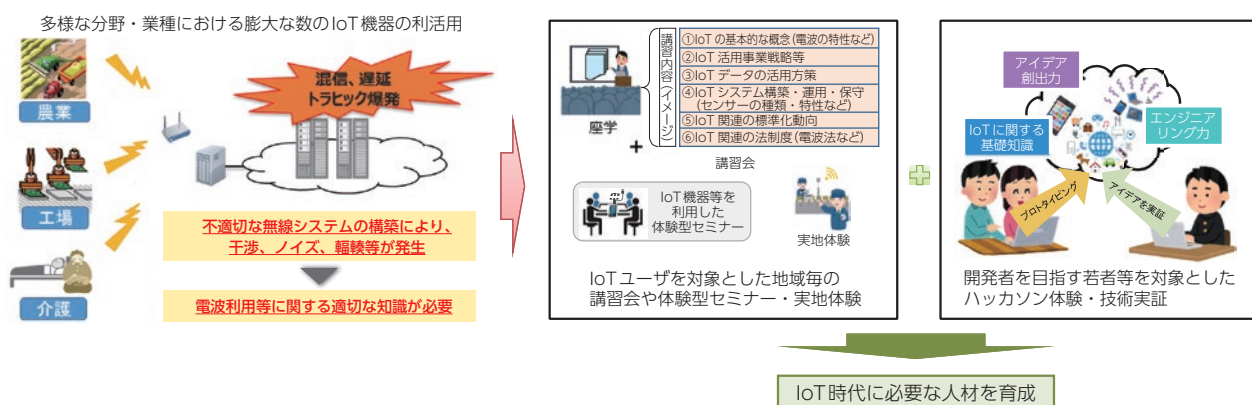 多様な分野・業種における膨大な数のIoT機器の利活用
農業
工場
介護
混信、遅延
トラヒック爆発
不適切な無線システムの構築により、
干渉、ノイズ、輻輳等が発生
電波利用等に関する適切な知識が必要
座学
+
講習内容(イメージ)
①IoTの基本的な概念(電波の特性など)
②IoT活用事業戦略等
③IoTデータの活用方策
④IoTシステム構築・運用・保守
(センサーの種類・特性など)
⑤IoT関連の標準化動向
⑥IoT関連の法制度(電波法など)
講習会
IoT機器等を
利用した
体験型セミナー
実地体験
IoTユーザを対象とした地域毎の
講習会や体験型セミナー・実地体験
アイデア
創出力
IoTに関する
基礎知識
エンジニア
リング力
プロトタイピング
アイデアを実証
開発者を目指す若者等を対象とした
ハッカソン体験・技術実証
IoT時代に必要な人材を育成